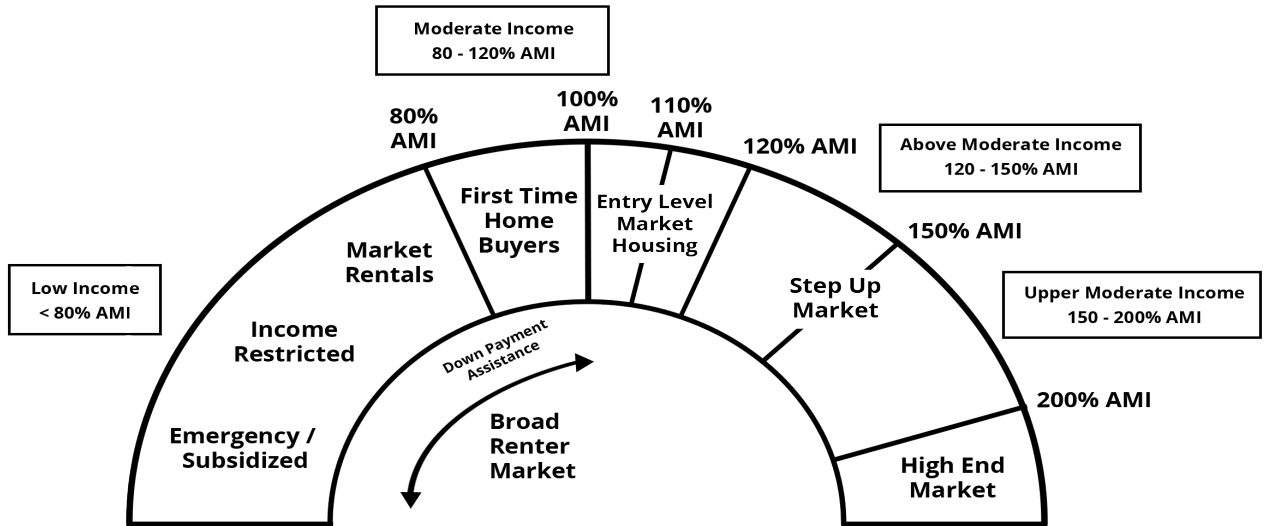 Moderate Income
80 - 120% AMI
80%
AMI
100%
AMI
110%
AMI
120% AMI
Above Moderate Income
120 - 150% AMI
150% AMI
Upper Moderate Income
150 - 200% AMI
200% AMI
Low Income
< 80% AMI
Emergency /
Subsidized
Income
Restricted
Market
Rentals
First Time
Home
Buyers
Entry Level
Market
Housing
Step Up
Market
High End
Market
Down Payment
Assistance
Broad
Renter
Market